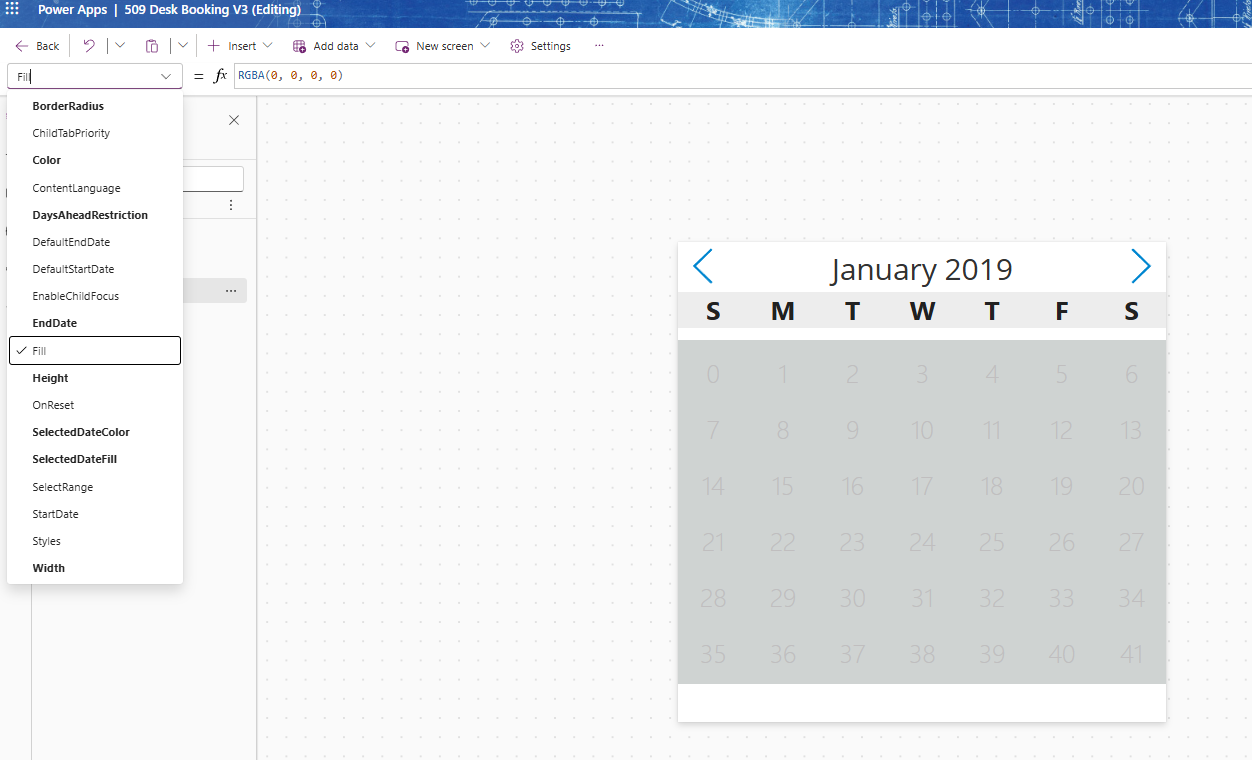 Power Apps | 509 Desk Booking V3 (Editing)
Back Insert Add data New screen Settings ...
Fill = fx RGBA(0, 0, 0, 0)
BorderRadius
ChildTabPriority
Color
ContentLanguage
DaysAheadRestriction
DefaultEndDate
DefaultStartDate
EnableChildFocus
EndDate
Fill
Height
OnReset
SelectedDateColor
SelectedDateFill
SelectRange
StartDate
Styles
Width
January 2019
S M T W T F S
0 1 2 3 4 5 6
7 8 9 10 11 12 13
14 15 16 17 18 19 20
21 22 23 24 25 26 27
28 29 30 31 32 33 34
35 36 37 38 39 40 41